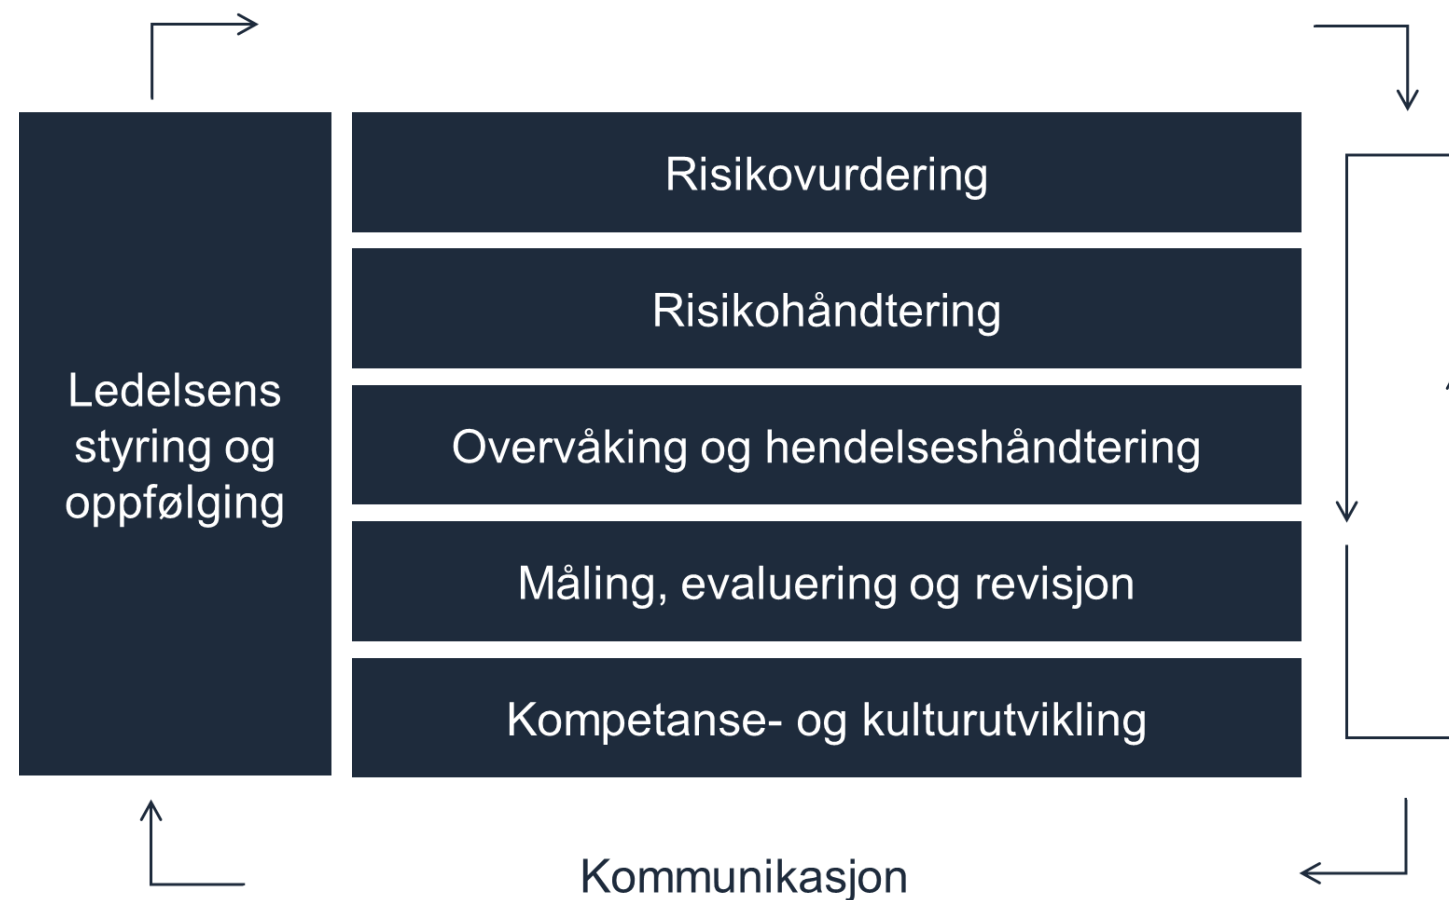 Ledelsens
styring og
oppfølging
Risikovurdering
Risikohåndtering
Overvåking og hendelseshåndtering
Måling, evaluering og revisjon
Kompetanse- og kulturutvikling
Kommunikasjon